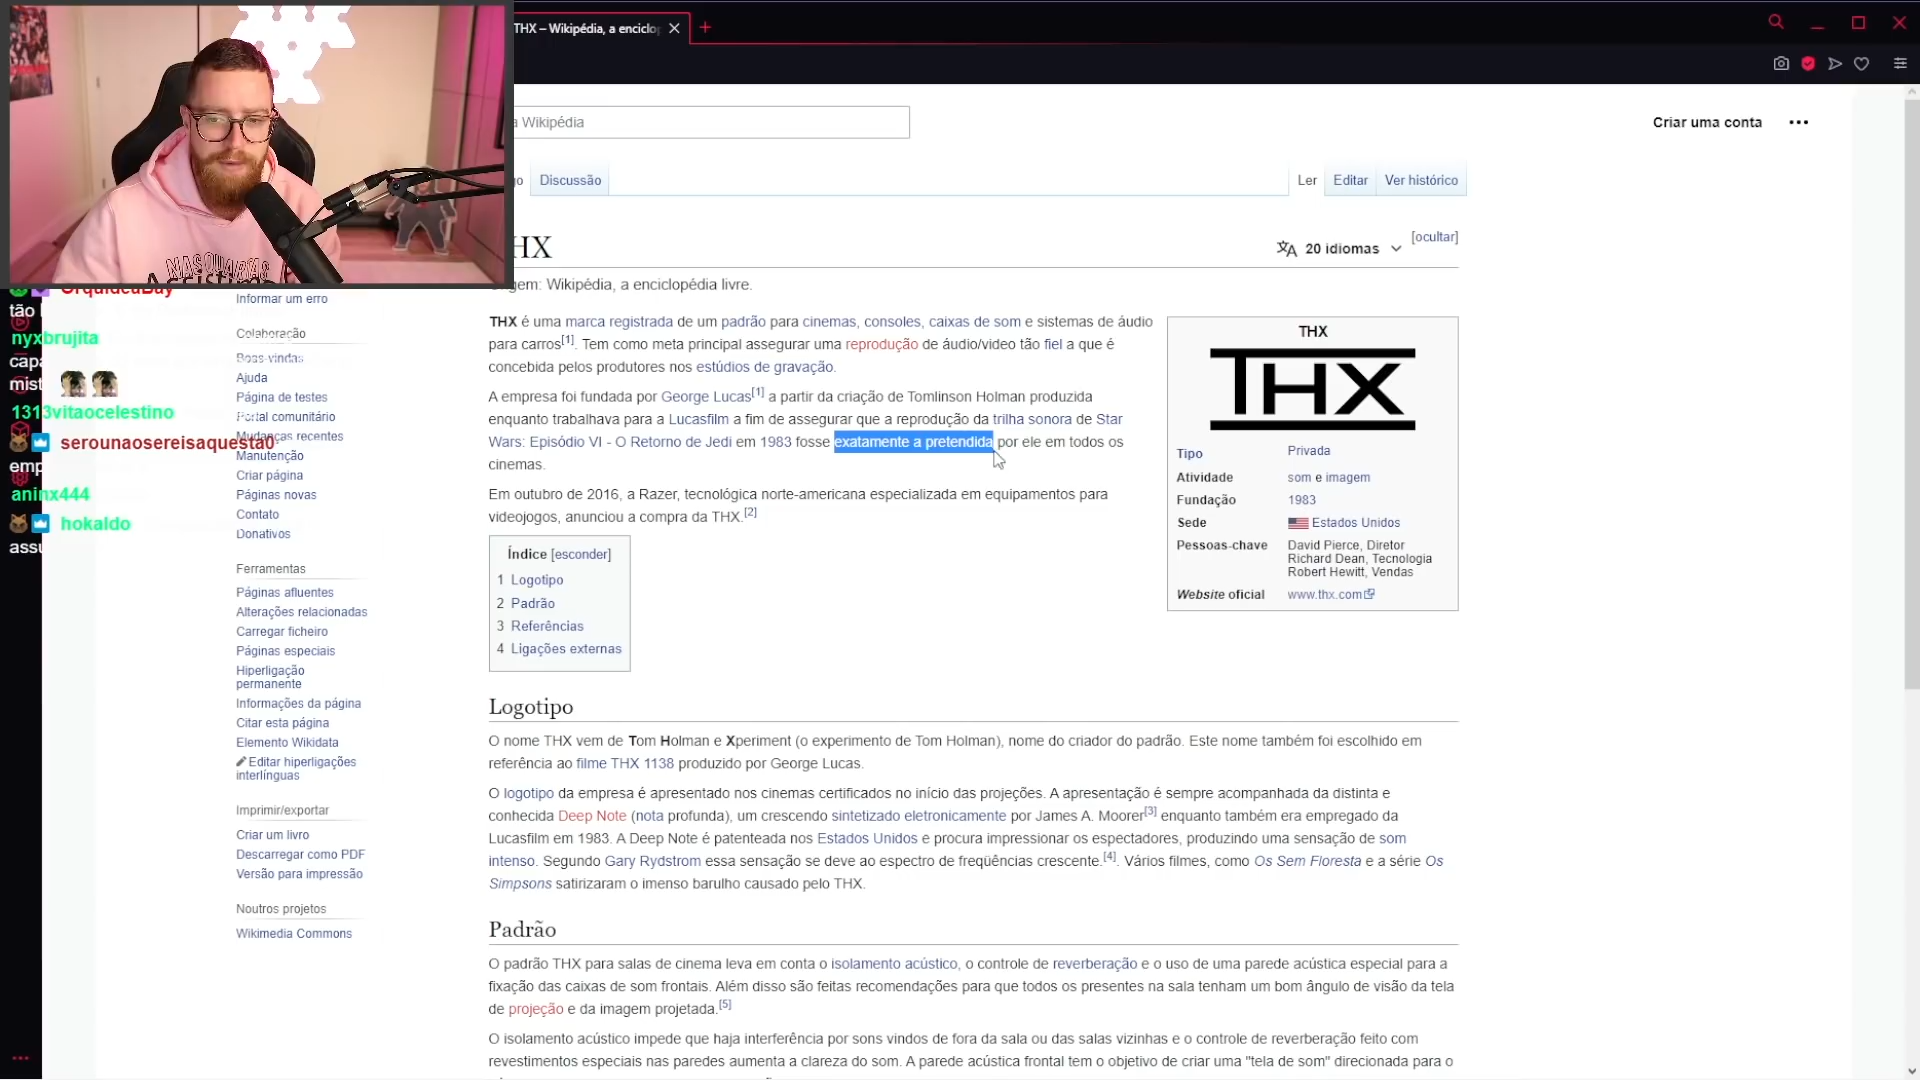 THX – Wikipédia, a enciclop
a Wikipédia
Criar uma conta
go Discussão
Ler Editar Ver histórico
HX
20 idiomas
[ocultar]
Origem: Wikipédia, a enciclopédia livre.
NAS QUARTAS
OrquideaBay
tão
nyxbrujita
capa
mist
1313vitaocelestino
serounaosereisaquesta0
emp
aninx444
hokaldo
assu
Informar um erro
Colaboração
Boas-vindas
Ajuda
Página de testes
Portal comunitário
Mudanças recentes
Manutenção
Criar página
Páginas novas
Contato
Donativos
Ferramentas
Páginas afluentes
Alterações relacionadas
Carregar ficheiro
Páginas especiais
Hiperligação
permanente
Informações da página
Citar esta página
Elemento Wikidata
Editar hiperligações
interlínguas
Imprimir/exportar
Criar um livro
Descarregar como PDF
Versão para impressão
Noutros projetos
Wikimedia Commons
THX é uma marca registrada de um padrão para cinemas, consoles, caixas de som e sistemas de áudio
para carros[1]. Tem como meta principal assegurar uma reprodução de áudio/video tão fiel a que é
concebida pelos produtores nos estúdios de gravação.
A empresa foi fundada por George Lucas[1] a partir da criação de Tomlinson Holman produzida
enquanto trabalhava para a Lucasfilm a fim de assegurar que a reprodução da trilha sonora de Star
Wars: Episódio VI - O Retorno de Jedi em 1983 fosse exatamente a pretendida por ele em todos os
cinemas.
Em outubro de 2016, a Razer, tecnológica norte-americana especializada em equipamentos para
videojogos, anunciou a compra da THX.[2]
THX
THX
Tipo Privada
Atividade som e imagem
Fundação 1983
Sede Estados Unidos
Pessoas-chave David Pierce, Diretor
Richard Dean, Tecnologia
Robert Hewitt, Vendas
Website oficial www.thx.com
Índice [esconder]
1 Logotipo
2 Padrão
3 Referências
4 Ligações externas
Logotipo
O nome THX vem de Tom Holman e Xperiment (o experimento de Tom Holman), nome do criador do padrão. Este nome também foi escolhido em
referência ao filme THX 1138 produzido por George Lucas.
O logotipo da empresa é apresentado nos cinemas certificados no início das projeções. A apresentação é sempre acompanhada da distinta e
conhecida Deep Note (nota profunda), um crescendo sintetizado eletronicamente por James A. Moorer[3] enquanto também era empregado da
Lucasfilm em 1983. A Deep Note é patenteada nos Estados Unidos e procura impressionar os espectadores, produzindo uma sensação de som
intenso. Segundo Gary Rydstrom essa sensação se deve ao espectro de freqüências crescente.[4]. Vários filmes, como Os Sem Floresta e a série Os
Simpsons satirizaram o imenso barulho causado pelo THX.
Padrão
O padrão THX para salas de cinema leva em conta o isolamento acústico, o controle de reverberação e o uso de uma parede acústica especial para a
fixação das caixas de som frontais. Além disso são feitas recomendações para que todos os presentes na sala tenham um bom ângulo de visão da tela
de projeção e da imagem projetada.[5]
O isolamento acústico impede que haja interferência por sons vindos de fora da sala ou das salas vizinhas e o controle de reverberação feito com
revestimentos especiais nas paredes aumenta a clareza do som. A parede acústica frontal tem o objetivo de criar uma "tela de som" direcionada para o